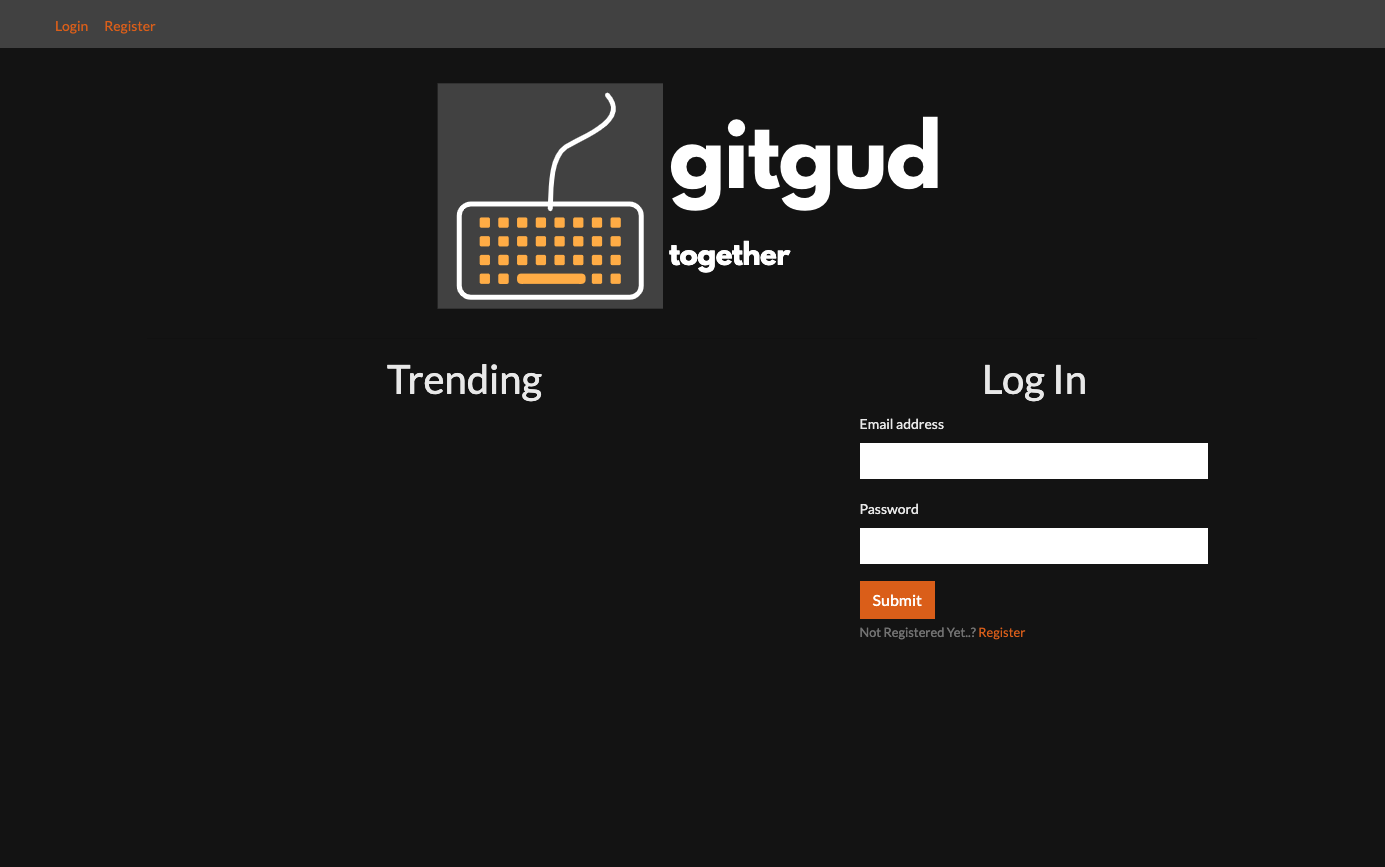 Login Register
gitgud
together
Trending
Log In
Email address
Password
Submit
Not Registered Yet..? Register